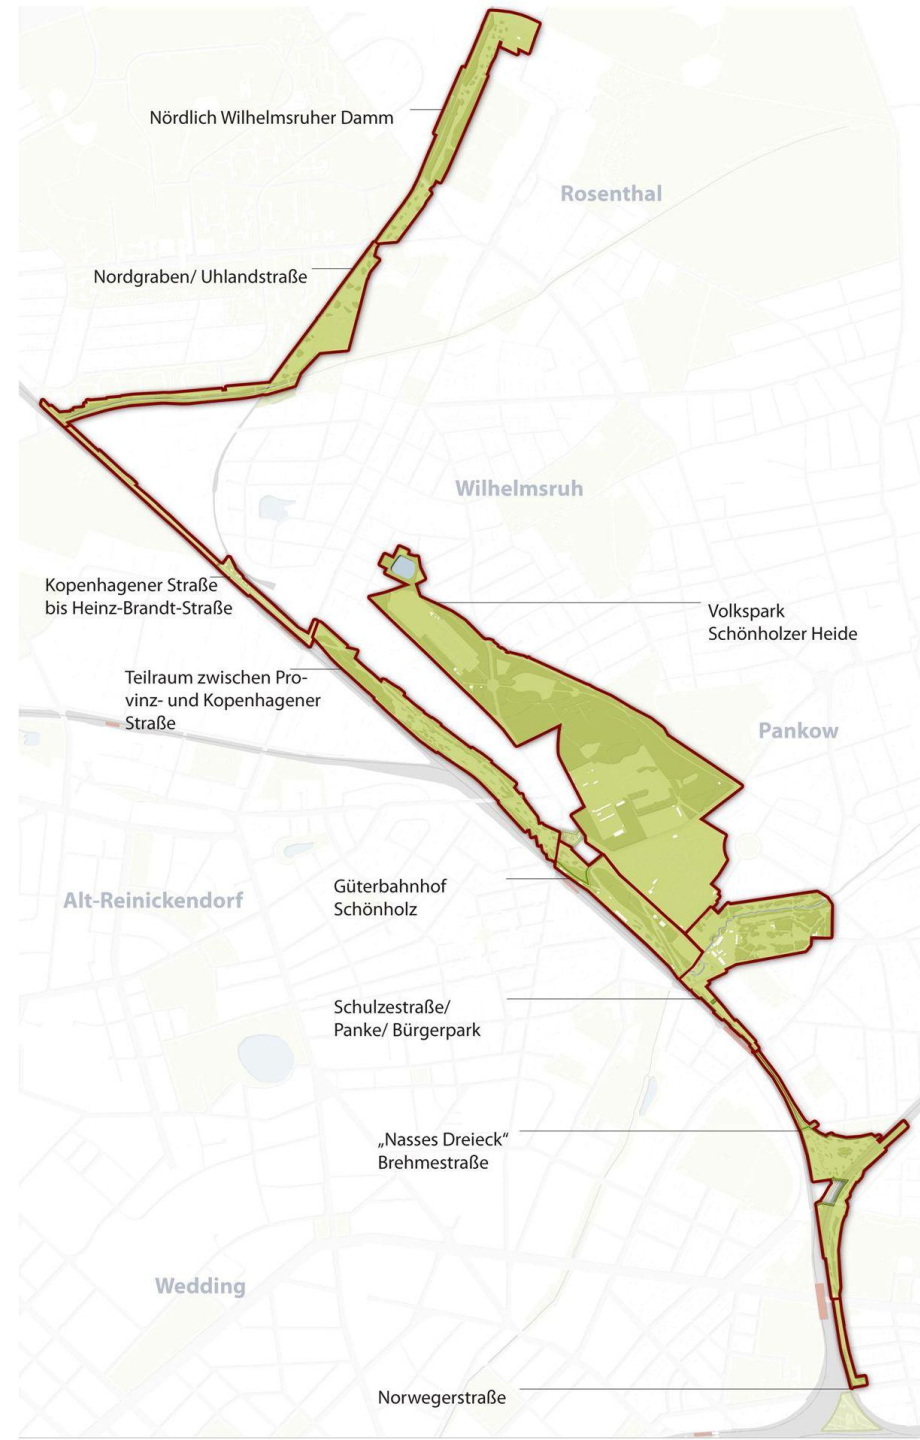 Nördlich Wilhelmsruher Damm
Rosenthal
Nordgraben/ Uhlandstraße
Wilhelmsruh
Kopenhagener Straße
bis Heinz-Brandt-Straße
Volkspark
Schönholzer Heide
Teilraum zwischen Pro-
vinz- und Kopenhagener
Straße
Pankow
Alt-Reinickendorf
Güterbahnhof
Schönholz
Schulzestraße/
Panke/ Bürgerpark
„Nasses Dreieck“
Brehmestraße
Wedding
Norwegerstraße